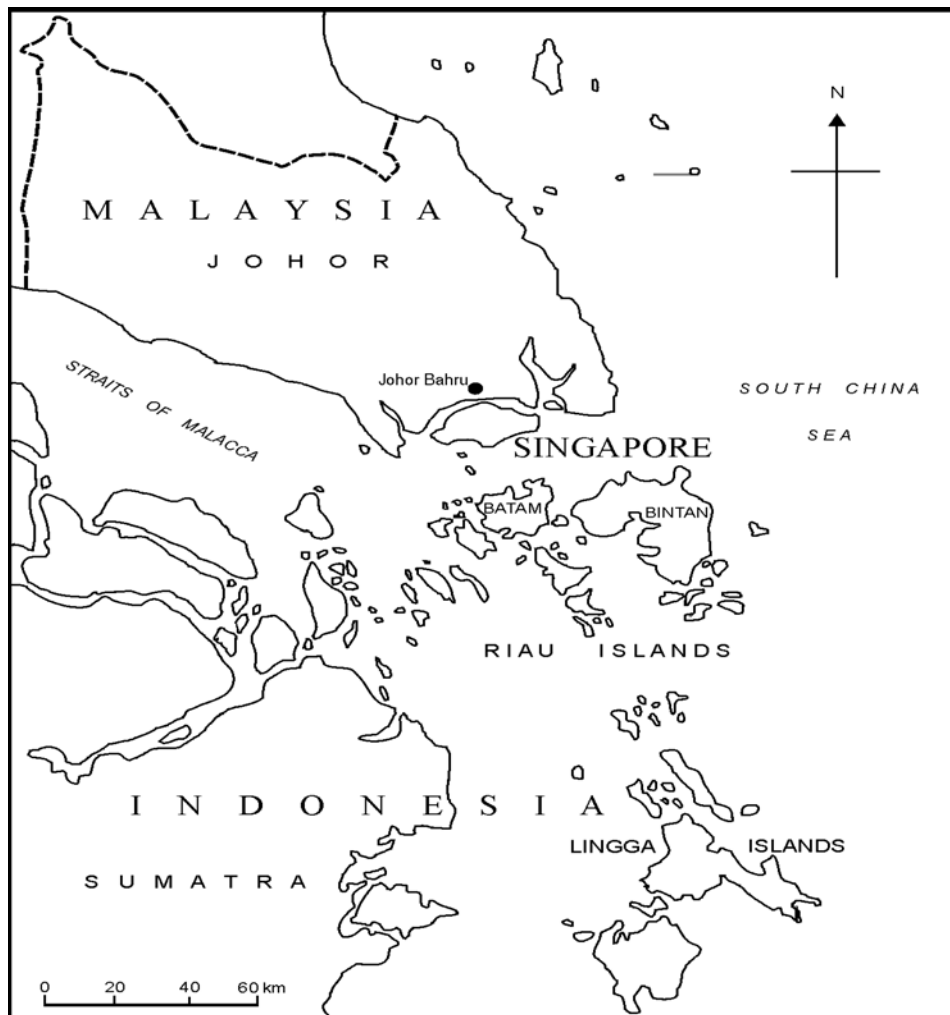 N
MALAYSIA
JOHOR
STRAITS OF MALACCA
Johor Bahru
SOUTH CHINA
SEA
SINGAPORE
BATAM
BINTAN
RIAU ISLANDS
INDONESIA
LINGGA ISLANDS
SUMATRA
0 20 40 60 km